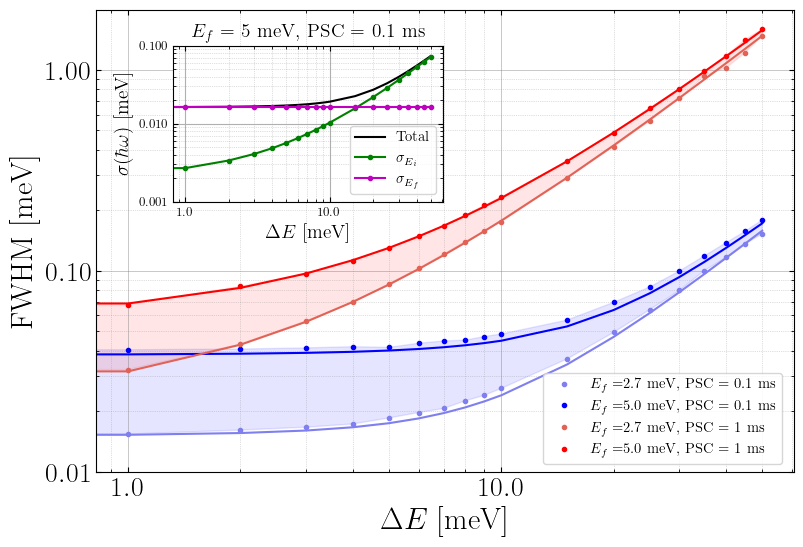 E_f = 5 meV, PSC = 0.1 ms
0.100
0.010
0.001
σ(ħω) [meV]
Total
σ_{E_i}
σ_{E_f}
1.0 10.0
ΔE [meV]
1.00
0.10
0.01
FWHM [meV]
E_f =2.7 meV, PSC = 0.1 ms
E_f =5.0 meV, PSC = 0.1 ms
E_f =2.7 meV, PSC = 1 ms
E_f =5.0 meV, PSC = 1 ms
1.0 10.0
ΔE [meV]